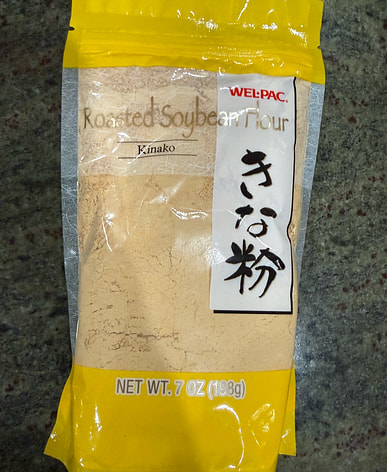 WEL·PAC.
Roasted Soybean Flour
Kinako
きな粉
NET WT. 7 OZ (198g)